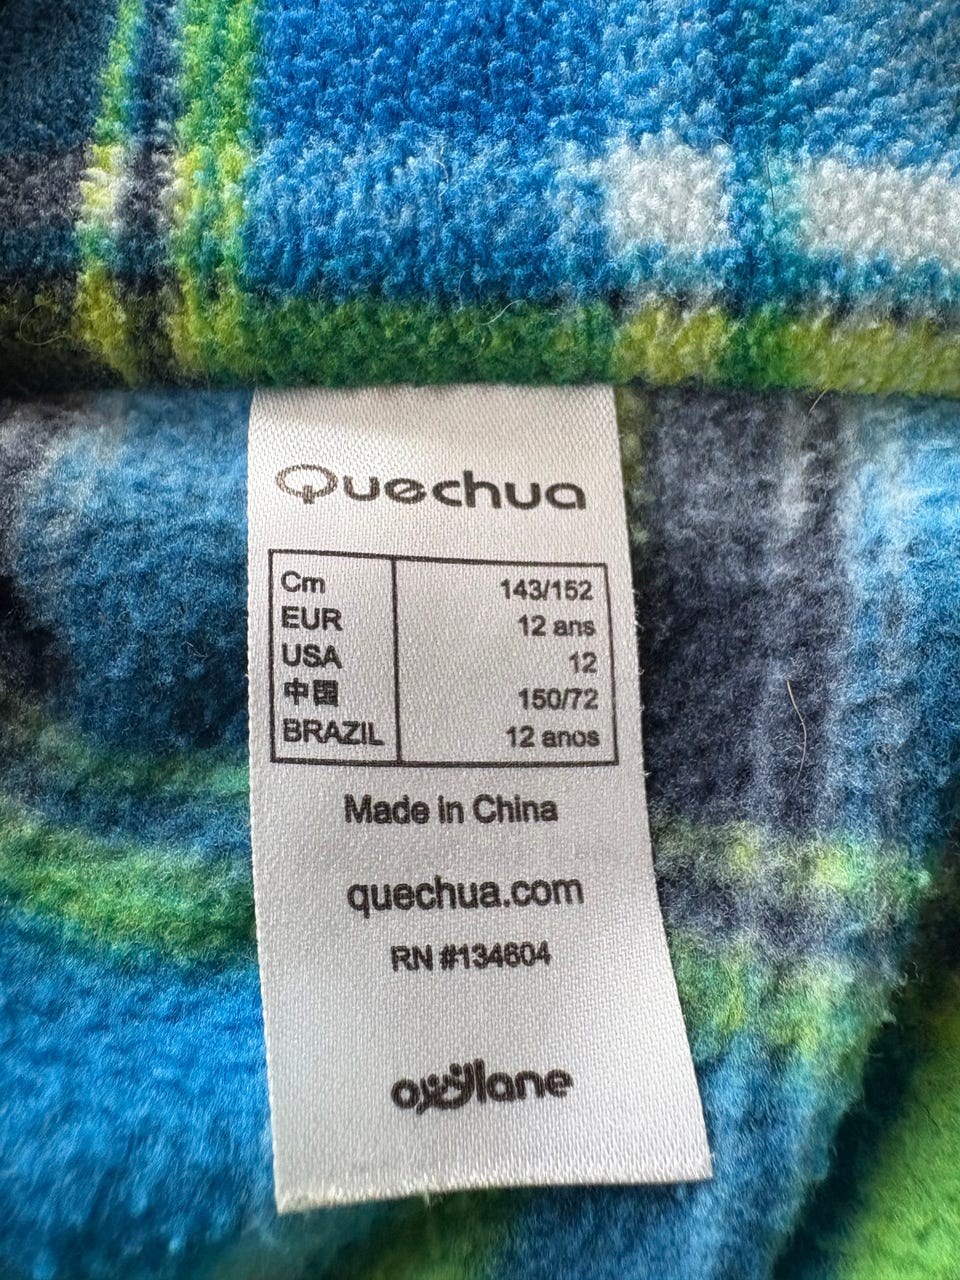 Quechua
Cm 143/152
EUR 12 ans
USA 12
中国 150/72
BRAZIL 12 anos
Made in China
quechua.com
RN #134604
oxylane